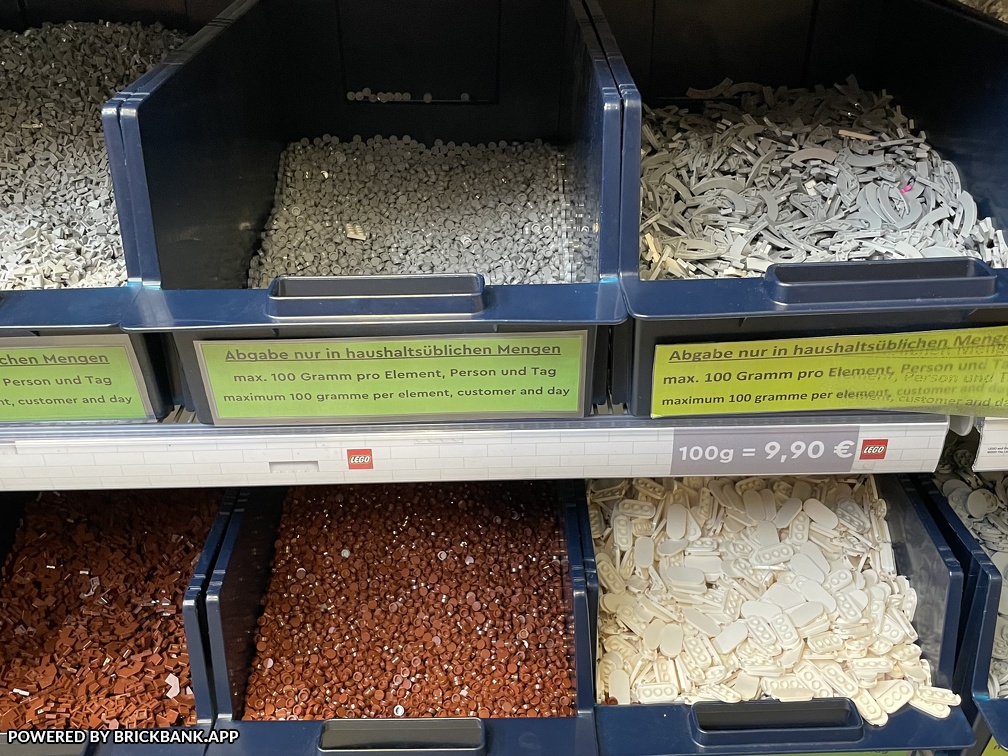 chen Mengen
Person und Tag
nt, customer and day
Abgabe nur in haushaltsüblichen Mengen
max. 100 Gramm pro Element, Person und Tag
maximum 100 gramme per element, customer and day
Abgabe nur in haushaltsüblichen Menge
max. 100 Gramm pro Element, Person und
maximum 100 gramme per element, customer and
LEGO
100g = 9,90 €
LEGO
POWERED BY BRICKBANK.APP